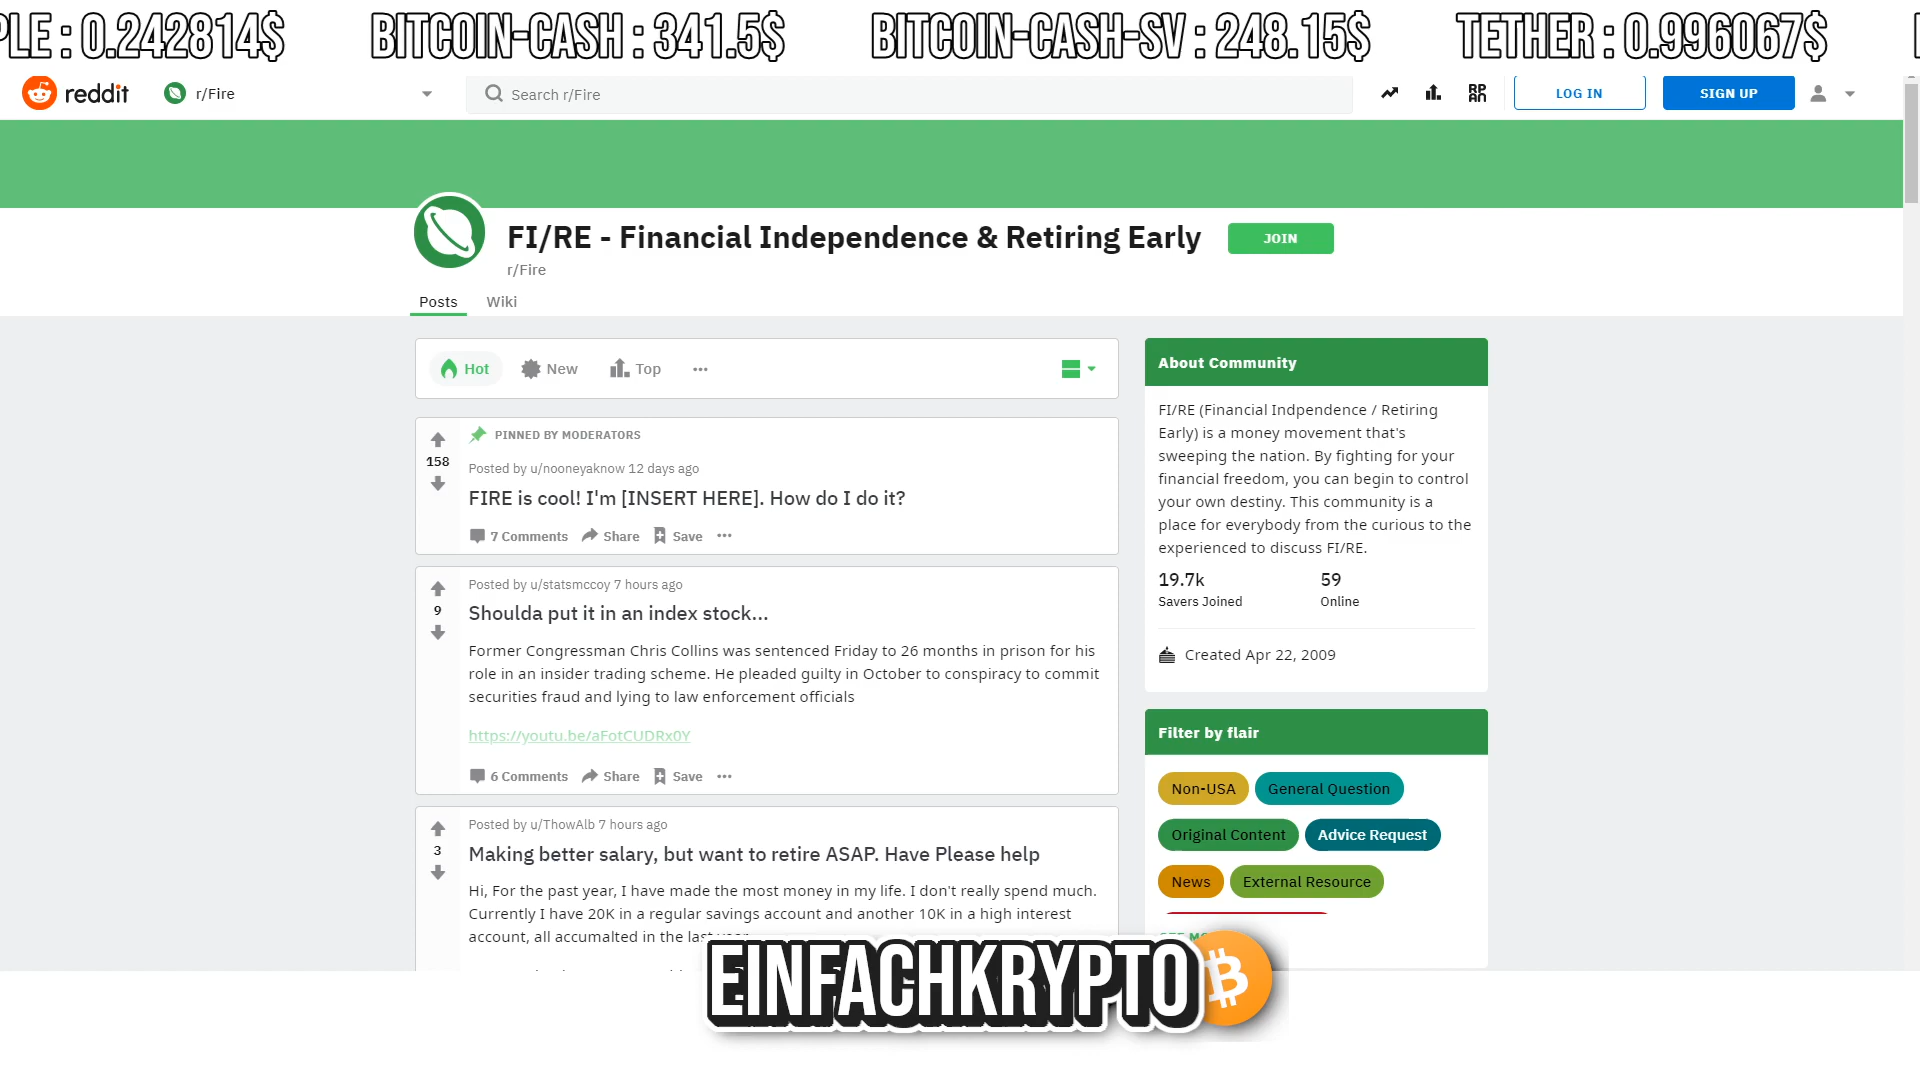 PLE : 0.242814$ BITCOIN-CASH : 341.5$ BITCOIN-CASH-SV : 248.15$ TETHER : 0.996067$
reddit r/Fire Search r/Fire RPAN LOG IN SIGN UP
FI/RE - Financial Independence & Retiring Early JOIN
r/Fire
Posts Wiki
Hot New Top
PINNED BY MODERATORS
158
Posted by u/nooneyaknow 12 days ago
FIRE is cool! I'm [INSERT HERE]. How do I do it?
7 Comments Share Save
Posted by u/statsmccoy 7 hours ago
9
Shoulda put it in an index stock...
Former Congressman Chris Collins was sentenced Friday to 26 months in prison for his
role in an insider trading scheme. He pleaded guilty in October to conspiracy to commit
securities fraud and lying to law enforcement officials
https://youtu.be/aFotCUDRx0Y
6 Comments Share Save
Posted by u/ThowAlb 7 hours ago
3
Making better salary, but want to retire ASAP. Have Please help
Hi, For the past year, I have made the most money in my life. I don't really spend much.
Currently I have 20K in a regular savings account and another 10K in a high interest
account, all accumalted in the last year
About Community
FI/RE (Financial Indpendence / Retiring
Early) is a money movement that's
sweeping the nation. By fighting for your
financial freedom, you can begin to control
your own destiny. This community is a
place for everybody from the curious to the
experienced to discuss FI/RE.
19.7k 59
Savers Joined Online
Created Apr 22, 2009
Filter by flair
Non-USA General Question
Original Content Advice Request
News External Resource
EINFACHKRYPTO